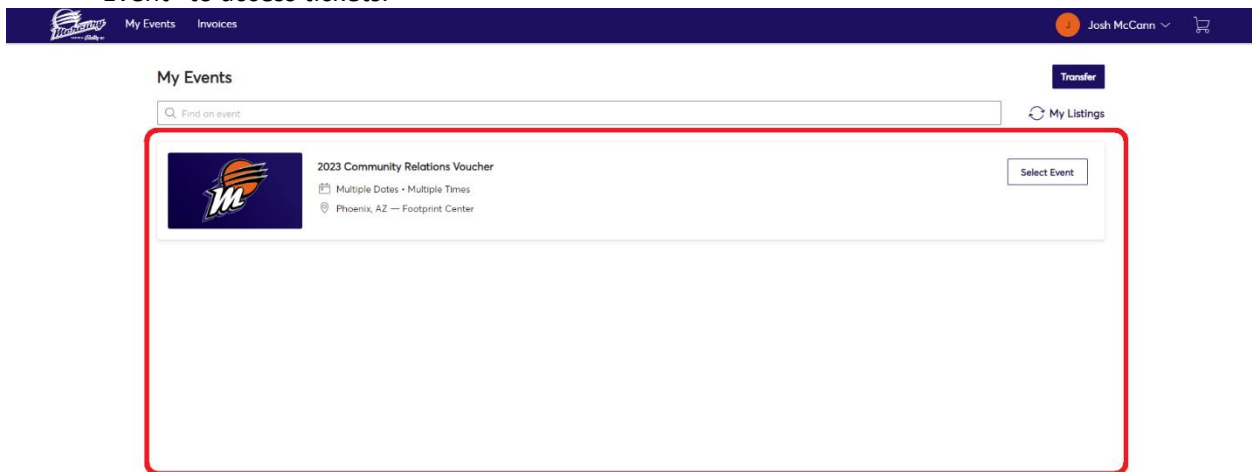 Event" to access tickets.
Mercury My Events Invoices J Josh McCann
My Events Transfer
Find an event My Listings
2023 Community Relations Voucher
Multiple Dates • Multiple Times
Phoenix, AZ — Footprint Center
Select Event
M